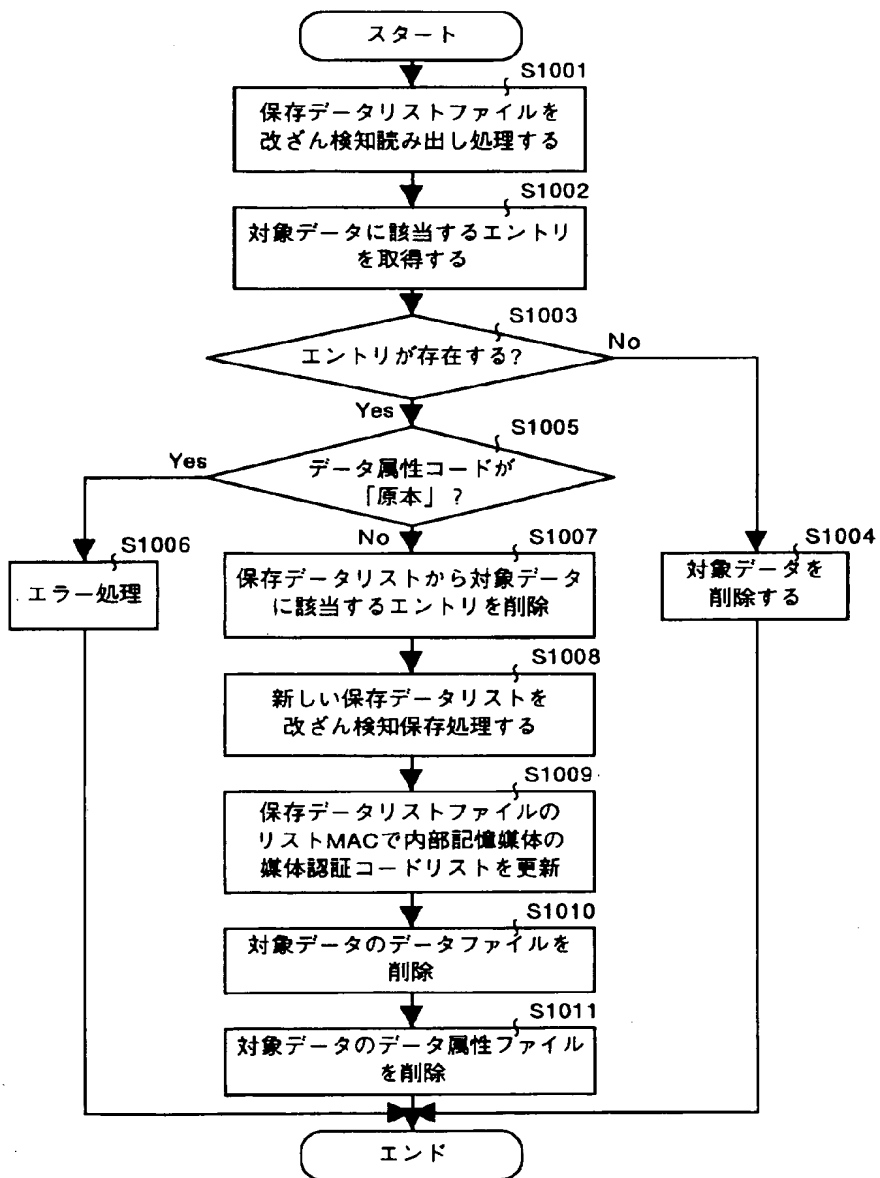 スタート
S1001
保存データリストファイルを
改ざん検知読み出し処理する
S1002
対象データに該当するエントリ
を取得する
S1003
エントリが存在する?
No
Yes
S1005
データ属性コードが
「原本」?
Yes
No
S1006
エラー処理
S1007
保存データリストから対象データ
に該当するエントリを削除
S1004
対象データを
削除する
S1008
新しい保存データリストを
改ざん検知保存処理する
S1009
保存データリストファイルの
リストMACで内部記憶媒体の
媒体認証コードリストを更新
S1010
対象データのデータファイルを
削除
S1011
対象データのデータ属性ファイル
を削除
エンド